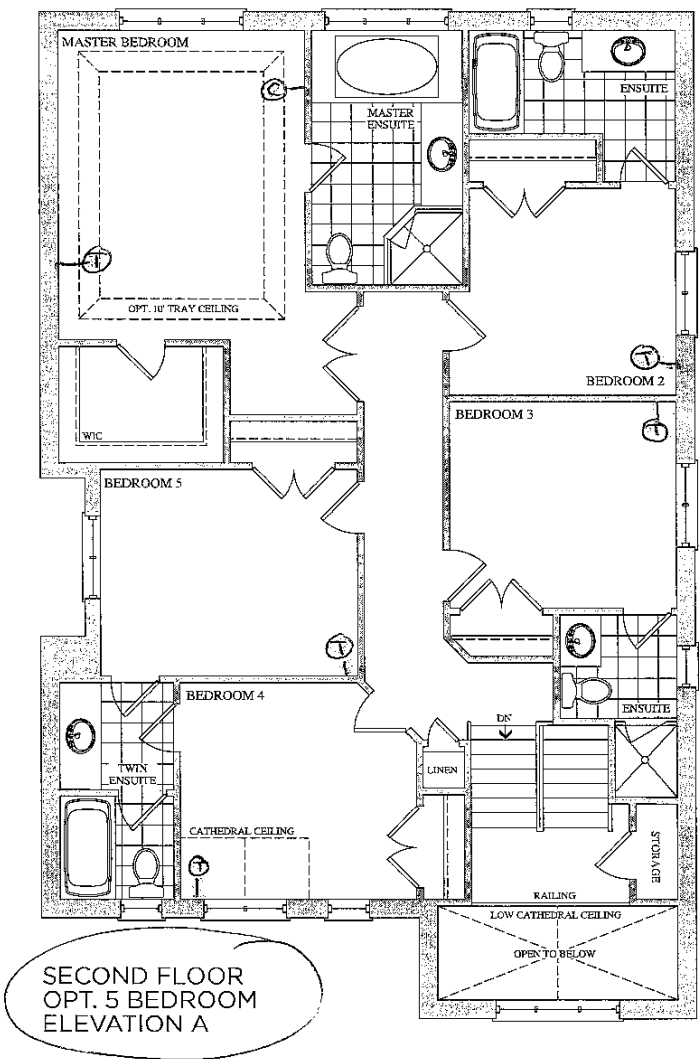 MASTER BEDROOM
C
MASTER
ENSUITE
ENSUITE
T
OPT. 10' TRAY CEILING
T
BEDROOM 2
BEDROOM 3
T
WIC
BEDROOM 5
T
BEDROOM 4
ENSUITE
DN
TWIN
ENSUITE
LINEN
CATHEDRAL CEILING
T
STORAGE
RAILING
LOW CATHEDRAL CEILING
OPEN TO BELOW
SECOND FLOOR
OPT. 5 BEDROOM
ELEVATION A